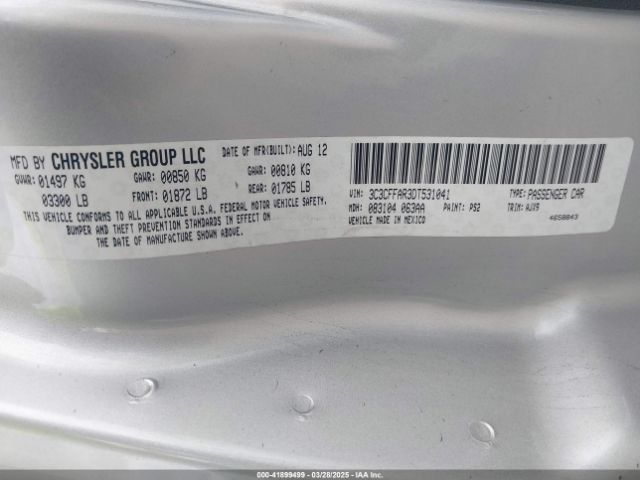 MFD BY CHRYSLER GROUP LLC DATE OF MFR(BUILT): AUG 12
GVWR: 01497 KG GAWR: 00850 KG GAWR: 00810 KG
03300 LB FRONT: 01872 LB REAR: 01785 LB
THIS VEHICLE CONFORMS TO ALL APPLICABLE U.S.A. FEDERAL MOTOR VEHICLE SAFETY,
BUMPER AND THEFT PREVENTION STANDARDS IN EFFECT ON
THE DATE OF MANUFACTURE SHOWN ABOVE.
VIN: 3C3CFFAR3DT531041 TYPE: PASSENGER CAR
MDH: 083104 063AA PAINT: PS2 TRIM: AJX9
VEHICLE MADE IN MEXICO 4658843
000-41899499 | 03/28/2025 - IAAI.COM